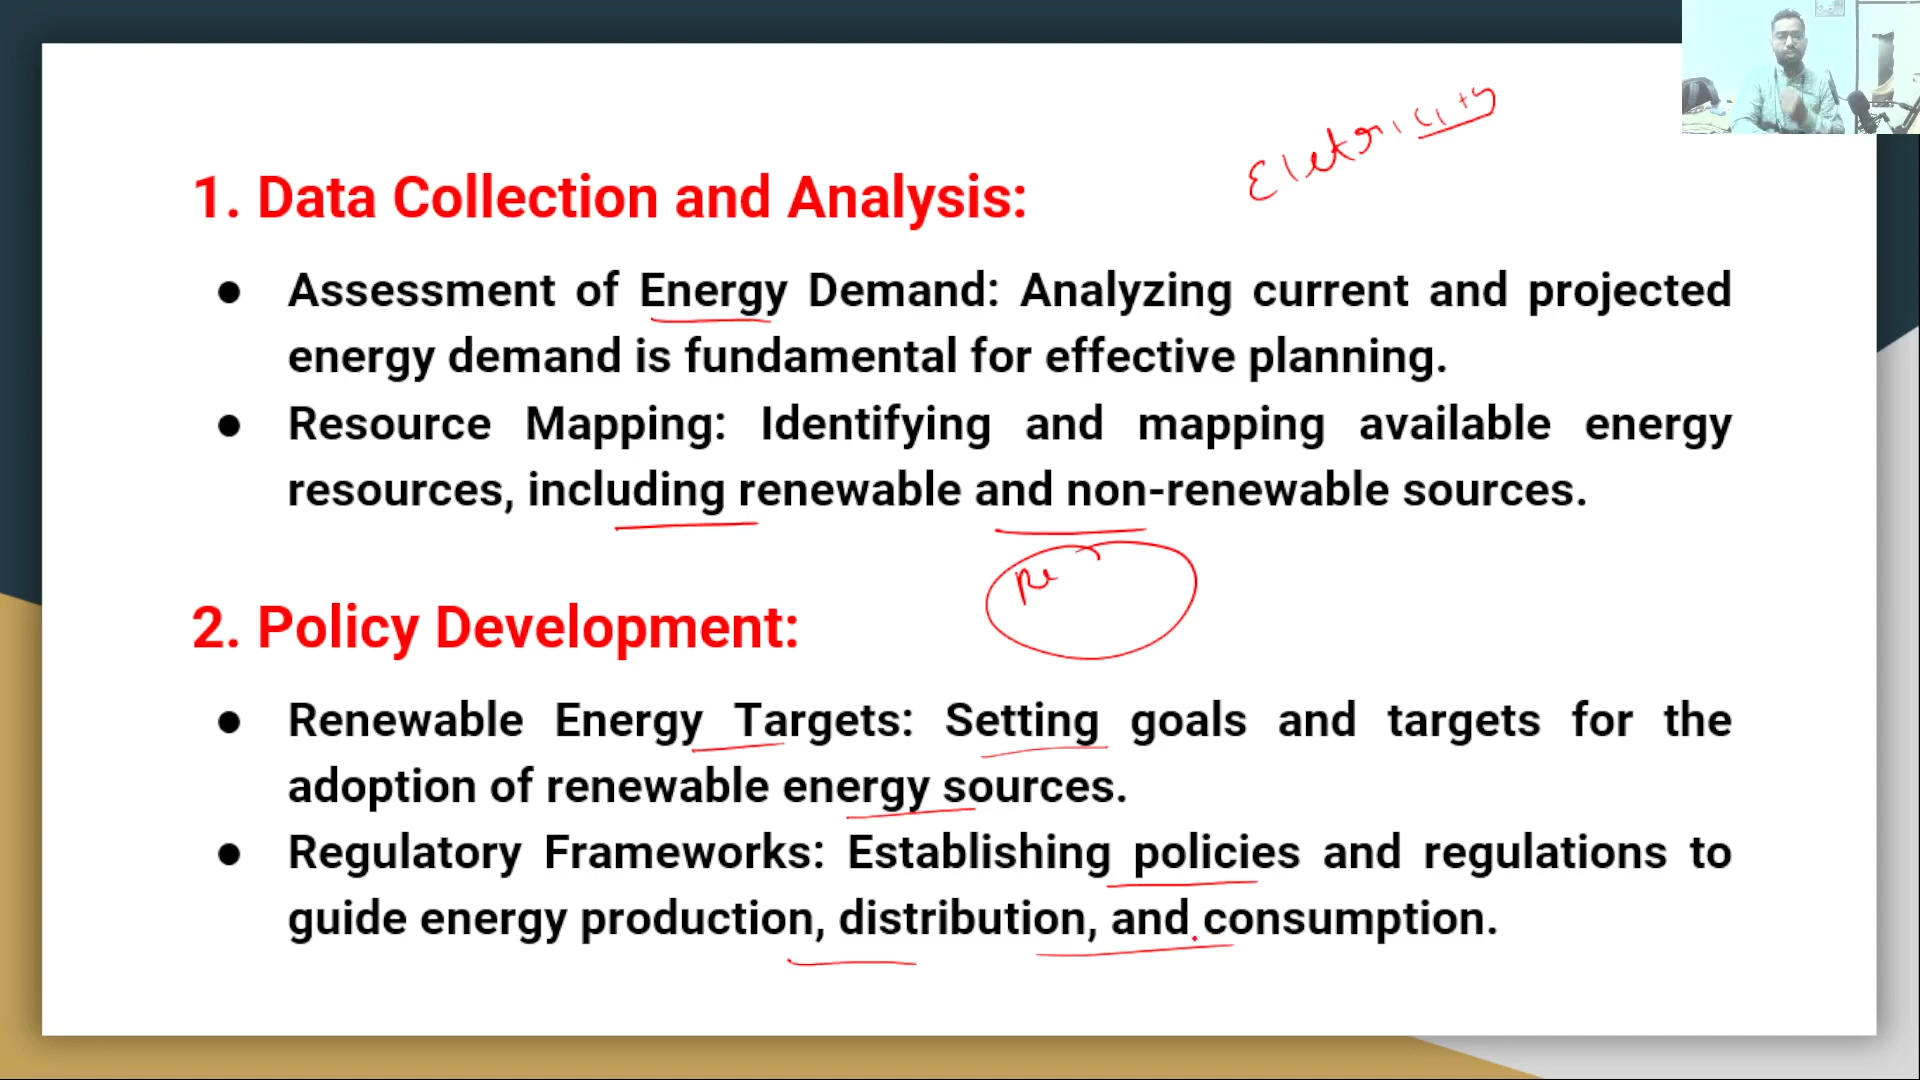 Eletricity
1. Data Collection and Analysis:
● Assessment of Energy Demand: Analyzing current and projected
energy demand is fundamental for effective planning.
● Resource Mapping: Identifying and mapping available energy
resources, including renewable and non-renewable sources.
Re
2. Policy Development:
● Renewable Energy Targets: Setting goals and targets for the
adoption of renewable energy sources.
● Regulatory Frameworks: Establishing policies and regulations to
guide energy production, distribution, and consumption.